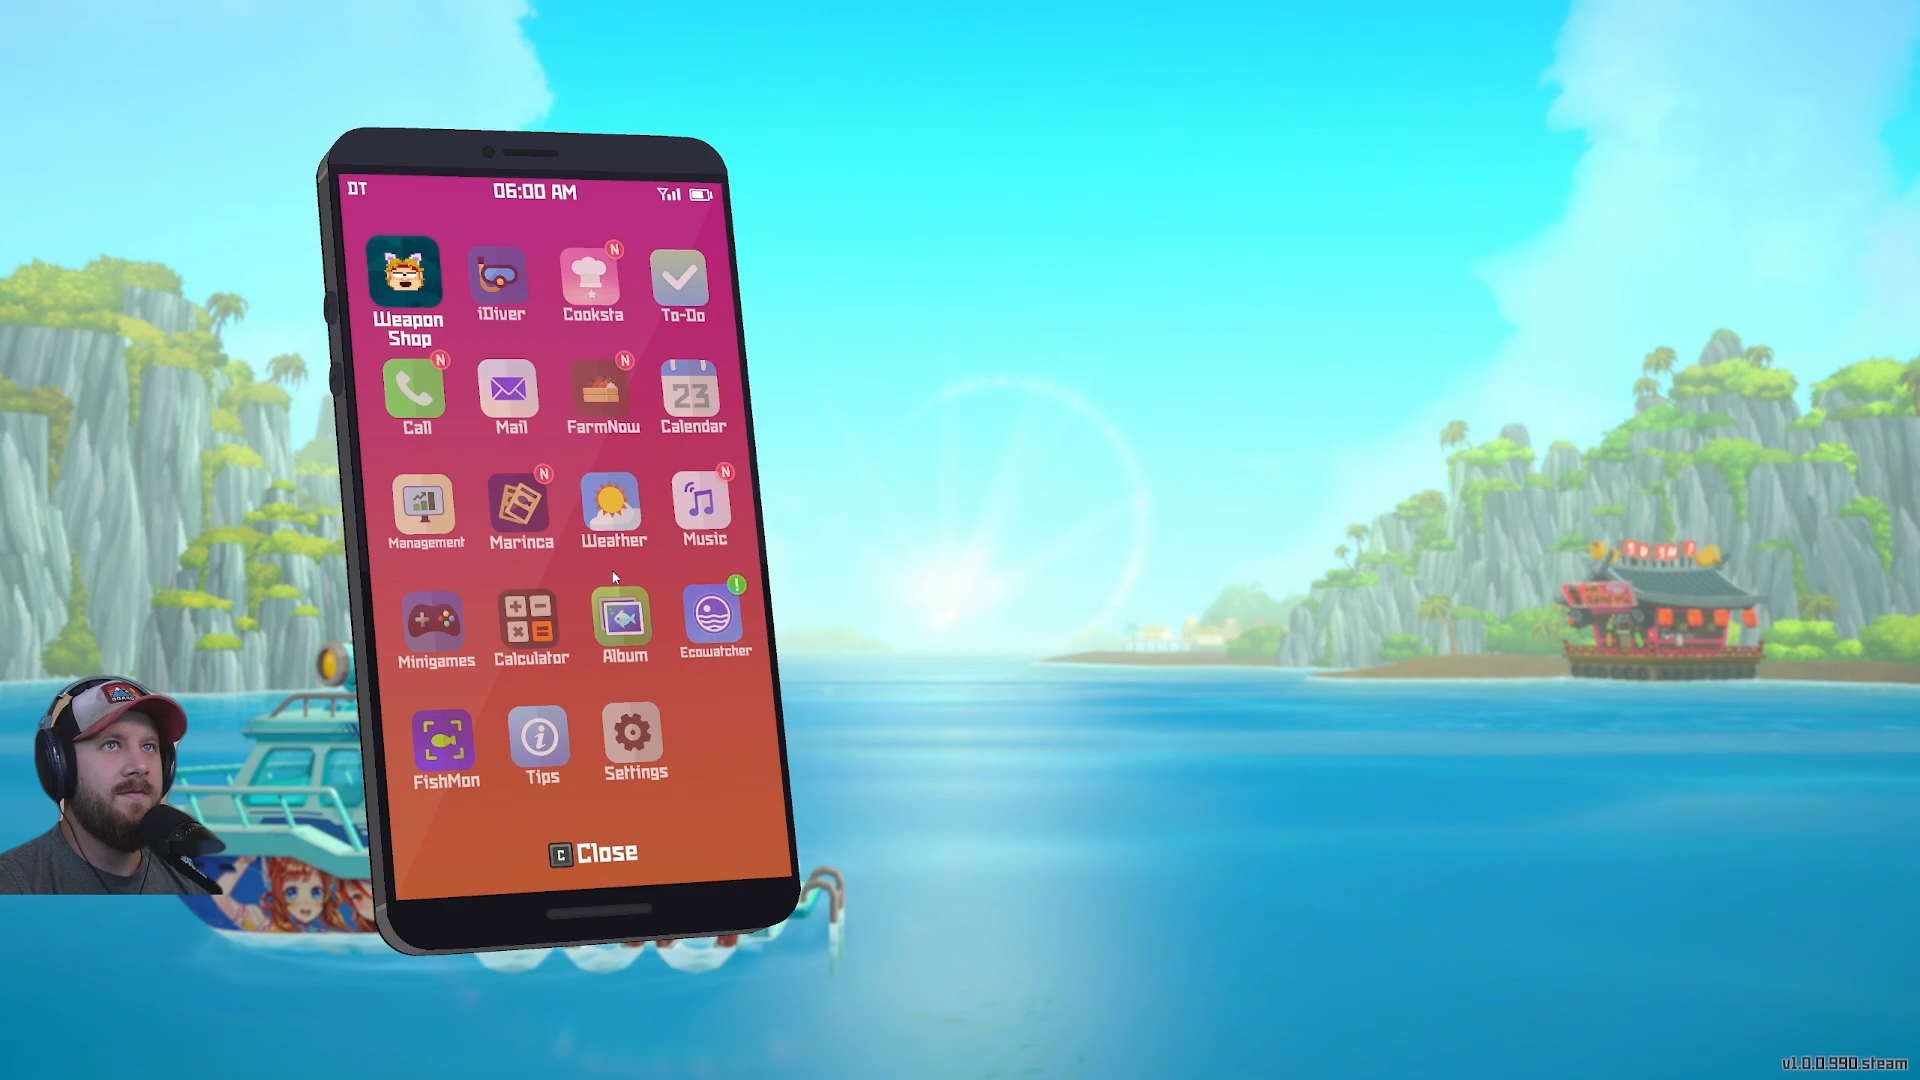 DT
06:00 AM
Weapon
Shop
iDiver
N
Cooksta
To-Do
N
Call
Mail
N
FarmNow
23
Calendar
Management
N
Marinca
Weather
N
Music
Minigames
Calculator
Album
!
Ecowatcher
FishMon
i
Tips
Settings
C Close
SUSHI
v1.0.0.990.steam